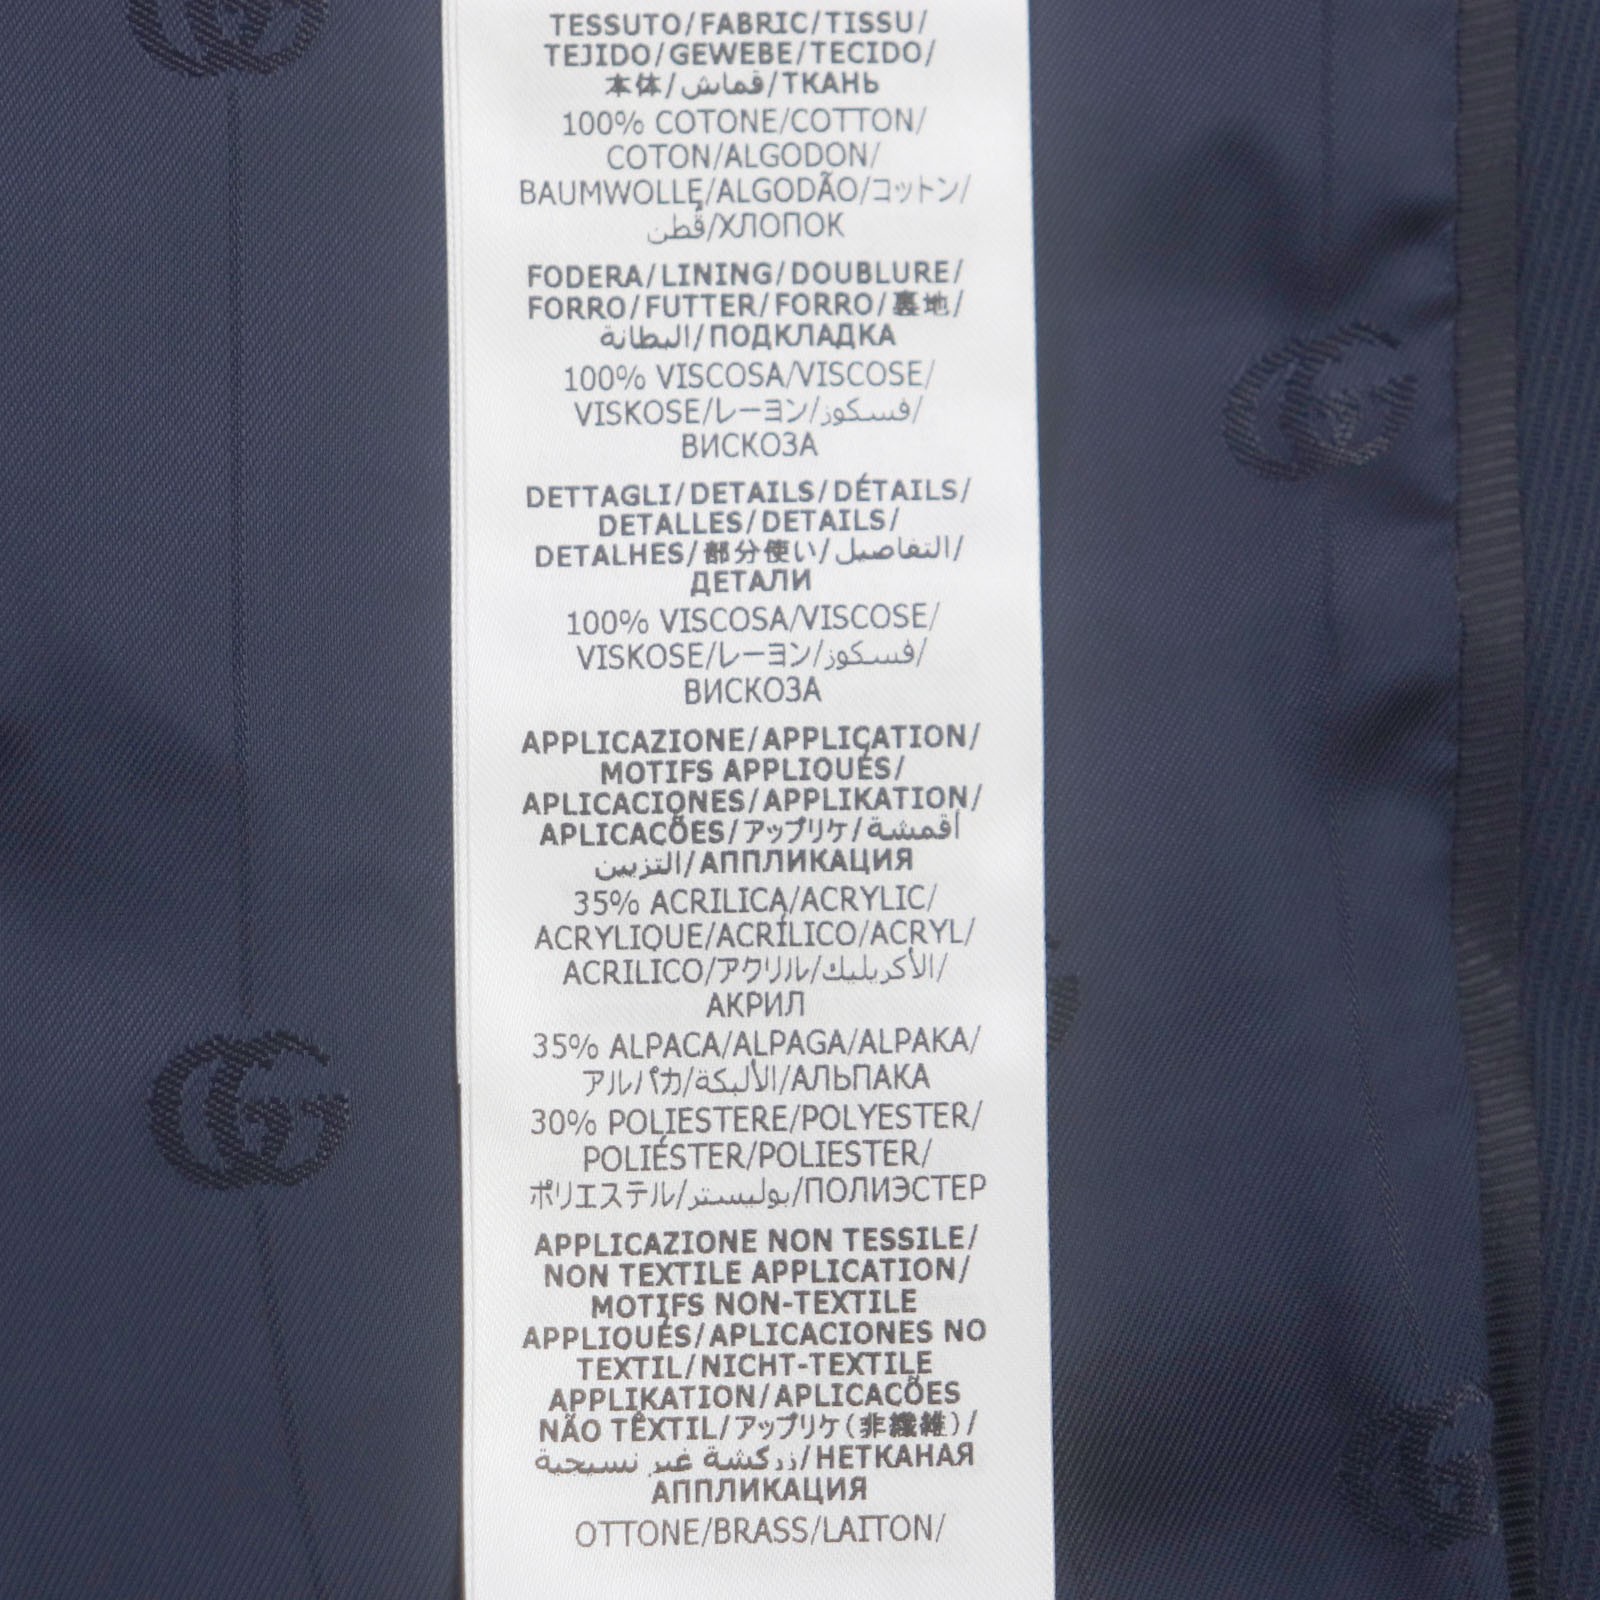 TESSUTO/FABRIC/TISSU/
TEJIDO/GEWEBE/TECIDO/
本体/قماش/ТКАНЬ
100% COTONE/COTTON/
COTON/ALGODON/
BAUMWOLLE/ALGODÃO/コットン/
قطن/ХЛОПОК
FODERA/LINING/DOUBLURE/
FORRO/FUTTER/FORRO/裏地/
البطانة/ПОДКЛАДКА
100% VISCOSA/VISCOSE/
VISKOSE/レーヨン/فسكوز/
ВИСКОЗА
DETTAGLI/DETAILS/DÉTAILS/
DETALLES/DETAILS/
DETALHES/部分使い/التفاصيل/
ДЕТАЛИ
100% VISCOSA/VISCOSE/
VISKOSE/レーヨン/فسكوز/
ВИСКОЗА
APPLICAZIONE/APPLICATION/
MOTIFS APPLIQUÉS/
APLICACIONES/APPLIKATION/
APLICACÕES/アップリケ/أقمشة
التزيين/АППЛИКАЦИЯ
35% ACRILICA/ACRYLIC/
ACRYLIQUE/ACRÍLICO/ACRYL/
ACRILICO/アクリル/الأكريليك/
АКРИЛ
35% ALPACA/ALPAGA/ALPAKA/
アルパカ/الألبكة/АЛЬПАКА
30% POLIESTERE/POLYESTER/
POLIÉSTER/POLIESTER/
ポリエステル/بوليستر/ПОЛИЭСТЕР
APPLICAZIONE NON TESSILE/
NON TEXTILE APPLICATION/
MOTIFS NON-TEXTILE
APPLIQUÉS/APLICACIONES NO
TEXTIL/NICHT-TEXTILE
APPLIKATION/APLICACÕES
NÃO TÊXTIL/アップリケ(非繊維)/
زركشة غير نسيجية/НЕТКАНАЯ
АППЛИКАЦИЯ
OTTONE/BRASS/LAITON/